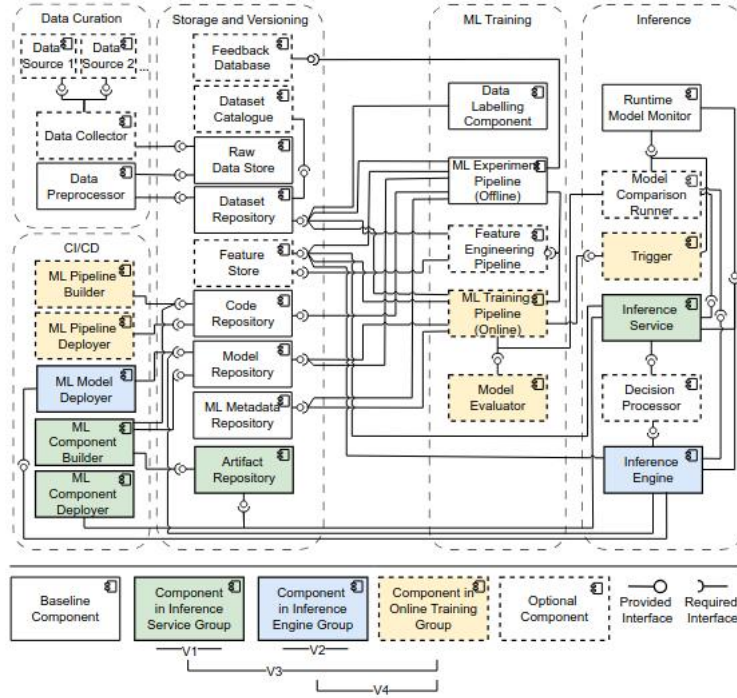 Data Curation
Data
Source 1
Data
Source 2
...
Data Collector
Data
Preprocessor
CI/CD
ML Pipeline
Builder
ML Pipeline
Deployer
ML Model
Deployer
ML
Component
Builder
ML
Component
Deployer
Storage and Versioning
Feedback
Database
Dataset
Catalogue
Raw
Data Store
Dataset
Repository
Feature
Store
Code
Repository
Model
Repository
ML Metadata
Repository
Artifact
Repository
ML Training
Data
Labelling
Component
ML Experiment
Pipeline
(Offline)
Feature
Engineering
Pipeline
ML Training
Pipeline
(Online)
Model
Evaluator
Inference
Runtime
Model Monitor
Model
Comparison
Runner
Trigger
Inference
Service
Decision
Processor
Inference
Engine
Baseline
Component
Component
in Inference
Service Group
Component
in Inference
Engine Group
Component in
Online Training
Group
Optional
Component
Provided
Interface
Required
Interface
V1
V2
V3
V4